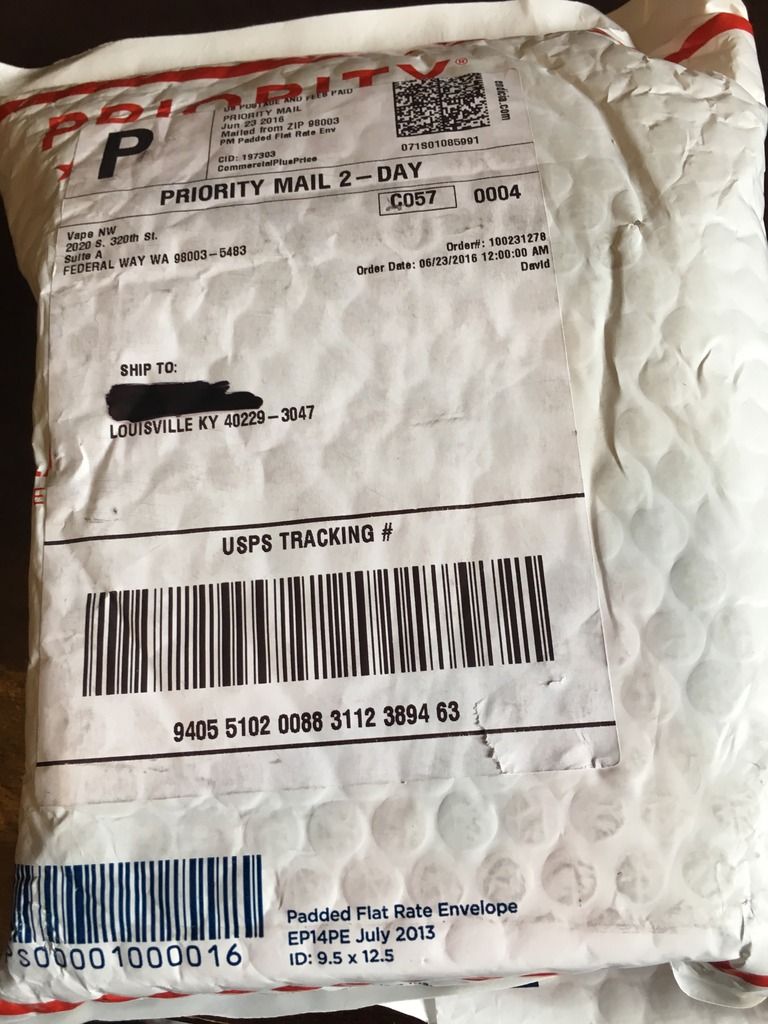 PRIORITY®
P
US POSTAGE AND FEES PAID
PRIORITY MAIL
Jun 23 2016
Mailed from ZIP 98003
PM Padded Flat Rate Env
CID: 197303
CommercialPlusPrice
endicia.com
071S01085991
PRIORITY MAIL 2-DAY
C057 0004
Vape NW
2020 S. 320th St.
Suite A
FEDERAL WAY WA 98003-5483
Order#: 100231278
Order Date: 06/23/2016 12:00:00 AM
David
SHIP TO:
LOUISVILLE KY 40229-3047
USPS TRACKING #
9405 5102 0088 3112 3894 63
PS00001000016
Padded Flat Rate Envelope
EP14PE July 2013
ID: 9.5 x 12.5